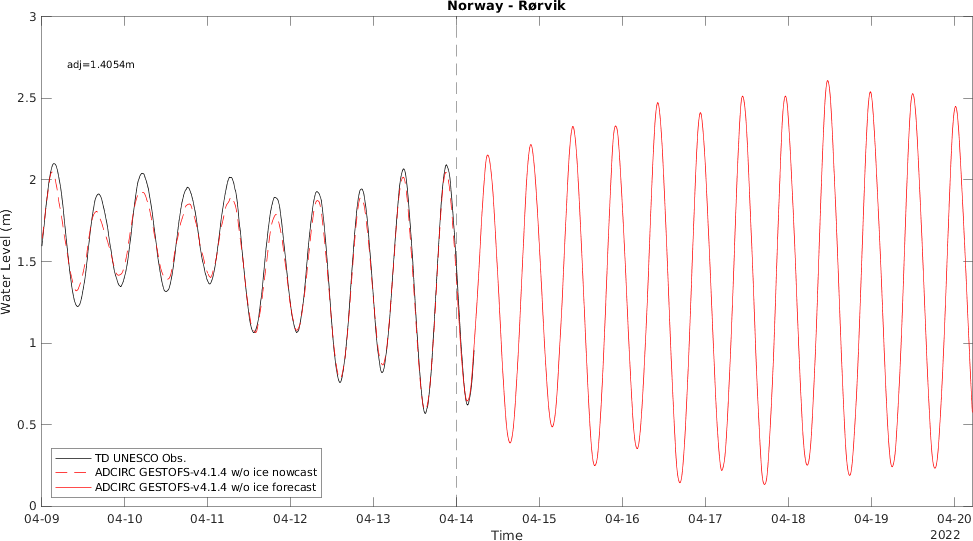 Norway - Rørvik
adj=1.4054m
Water Level (m)
3
2.5
2
1.5
1
0.5
0
TD UNESCO Obs.
ADCIRC GESTOFS-v4.1.4 w/o ice nowcast
ADCIRC GESTOFS-v4.1.4 w/o ice forecast
04-09 04-10 04-11 04-12 04-13 04-14 04-15 04-16 04-17 04-18 04-19 04-20
Time
2022